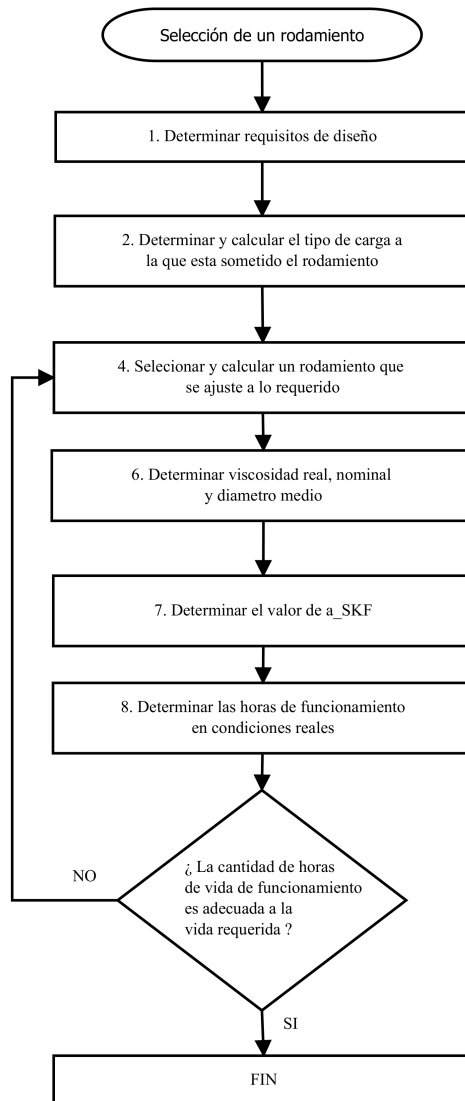 Selección de un rodamiento
1. Determinar requisitos de diseño
2. Determinar y calcular el tipo de carga a
la que esta sometido el rodamiento
4. Selecionar y calcular un rodamiento que
se ajuste a lo requerido
6. Determinar viscosidad real, nominal
y diametro medio
7. Determinar el valor de a_SKF
8. Determinar las horas de funcionamiento
en condiciones reales
¿ La cantidad de horas
de vida de funcionamiento
es adecuada a la
vida requerida ?
NO
SI
FIN